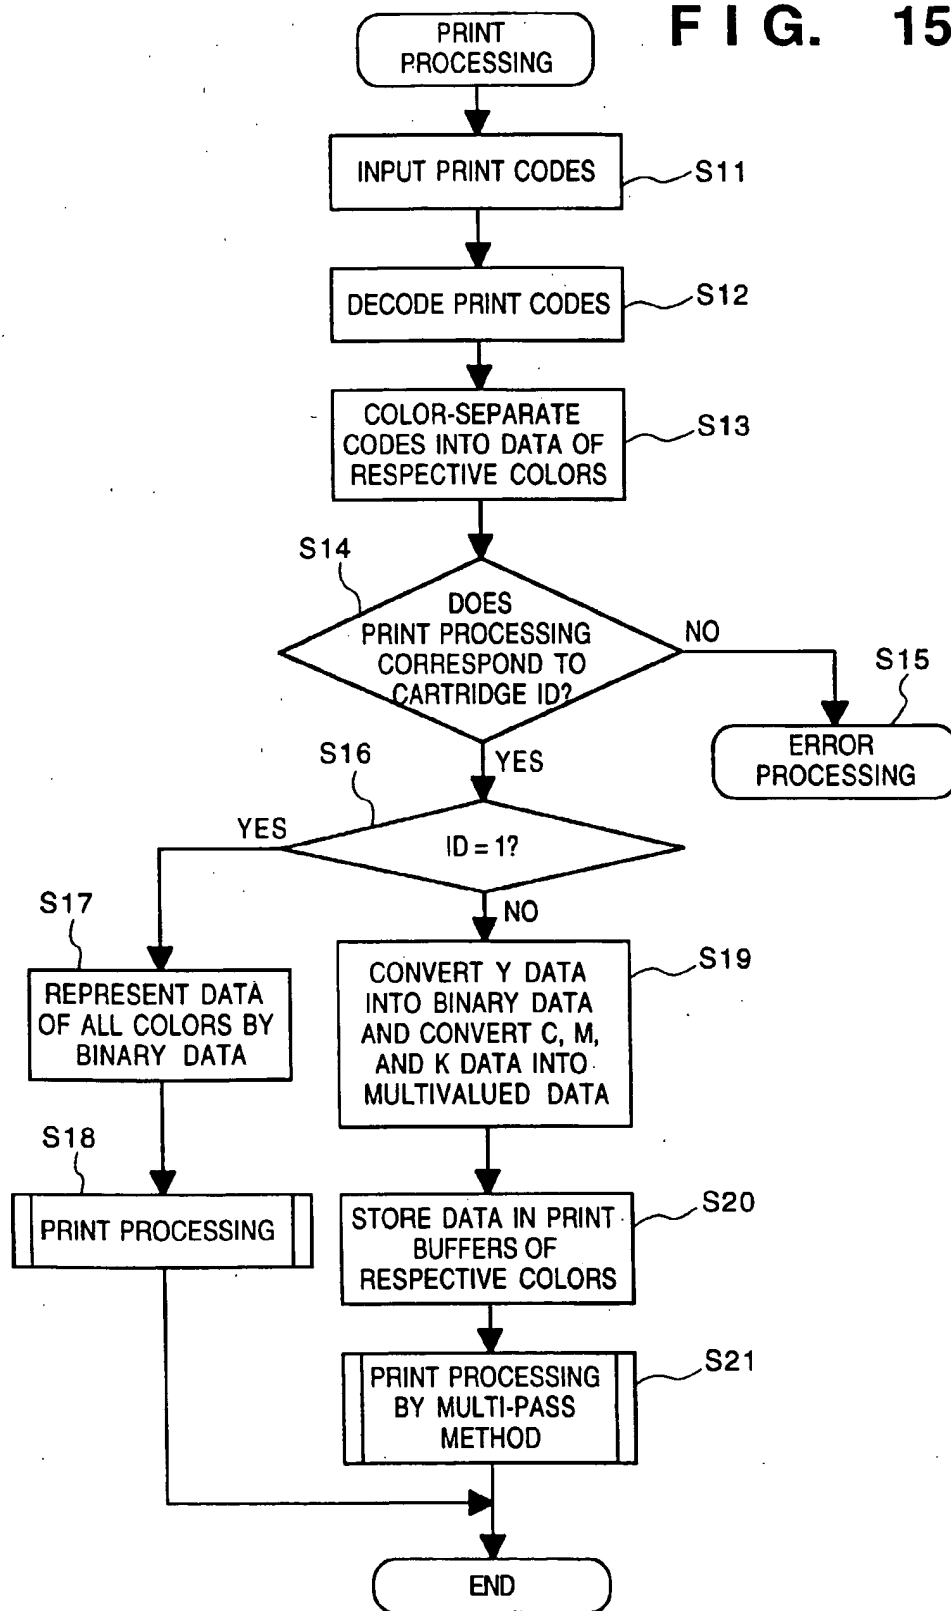 FIG. 15
PRINT
PROCESSING
INPUT PRINT CODES
S11
DECODE PRINT CODES
S12
COLOR-SEPARATE
CODES INTO DATA OF
RESPECTIVE COLORS
S13
S14
DOES
PRINT PROCESSING
CORRESPOND TO
CARTRIDGE ID?
NO
S15
ERROR
PROCESSING
YES
S16
ID = 1?
YES
NO
S17
REPRESENT DATA
OF ALL COLORS BY
BINARY DATA
S19
CONVERT Y DATA
INTO BINARY DATA
AND CONVERT C, M,
AND K DATA INTO
MULTIVALUED DATA
S18
PRINT PROCESSING
S20
STORE DATA IN PRINT
BUFFERS OF
RESPECTIVE COLORS
S21
PRINT PROCESSING
BY MULTI-PASS
METHOD
END